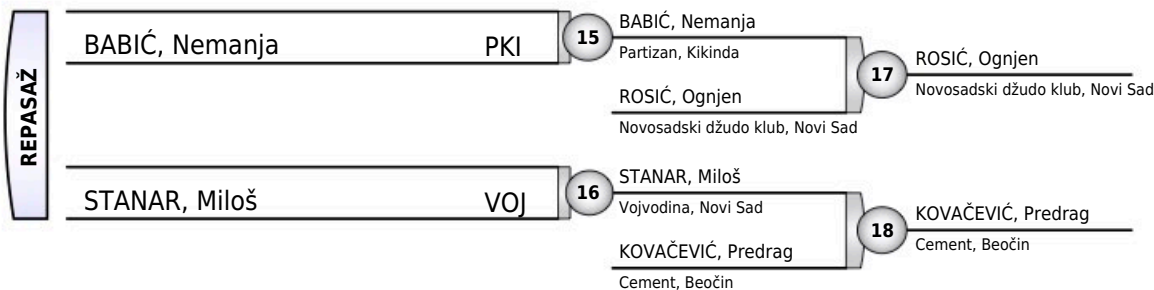 REPASAŽ
BABIĆ, Nemanja PKI
15
BABIĆ, Nemanja
Partizan, Kikinda
ROSIĆ, Ognjen
Novosadski džudo klub, Novi Sad
17
ROSIĆ, Ognjen
Novosadski džudo klub, Novi Sad
STANAR, Miloš VOJ
16
STANAR, Miloš
Vojvodina, Novi Sad
KOVAČEVIĆ, Predrag
Cement, Beočin
18
KOVAČEVIĆ, Predrag
Cement, Beočin